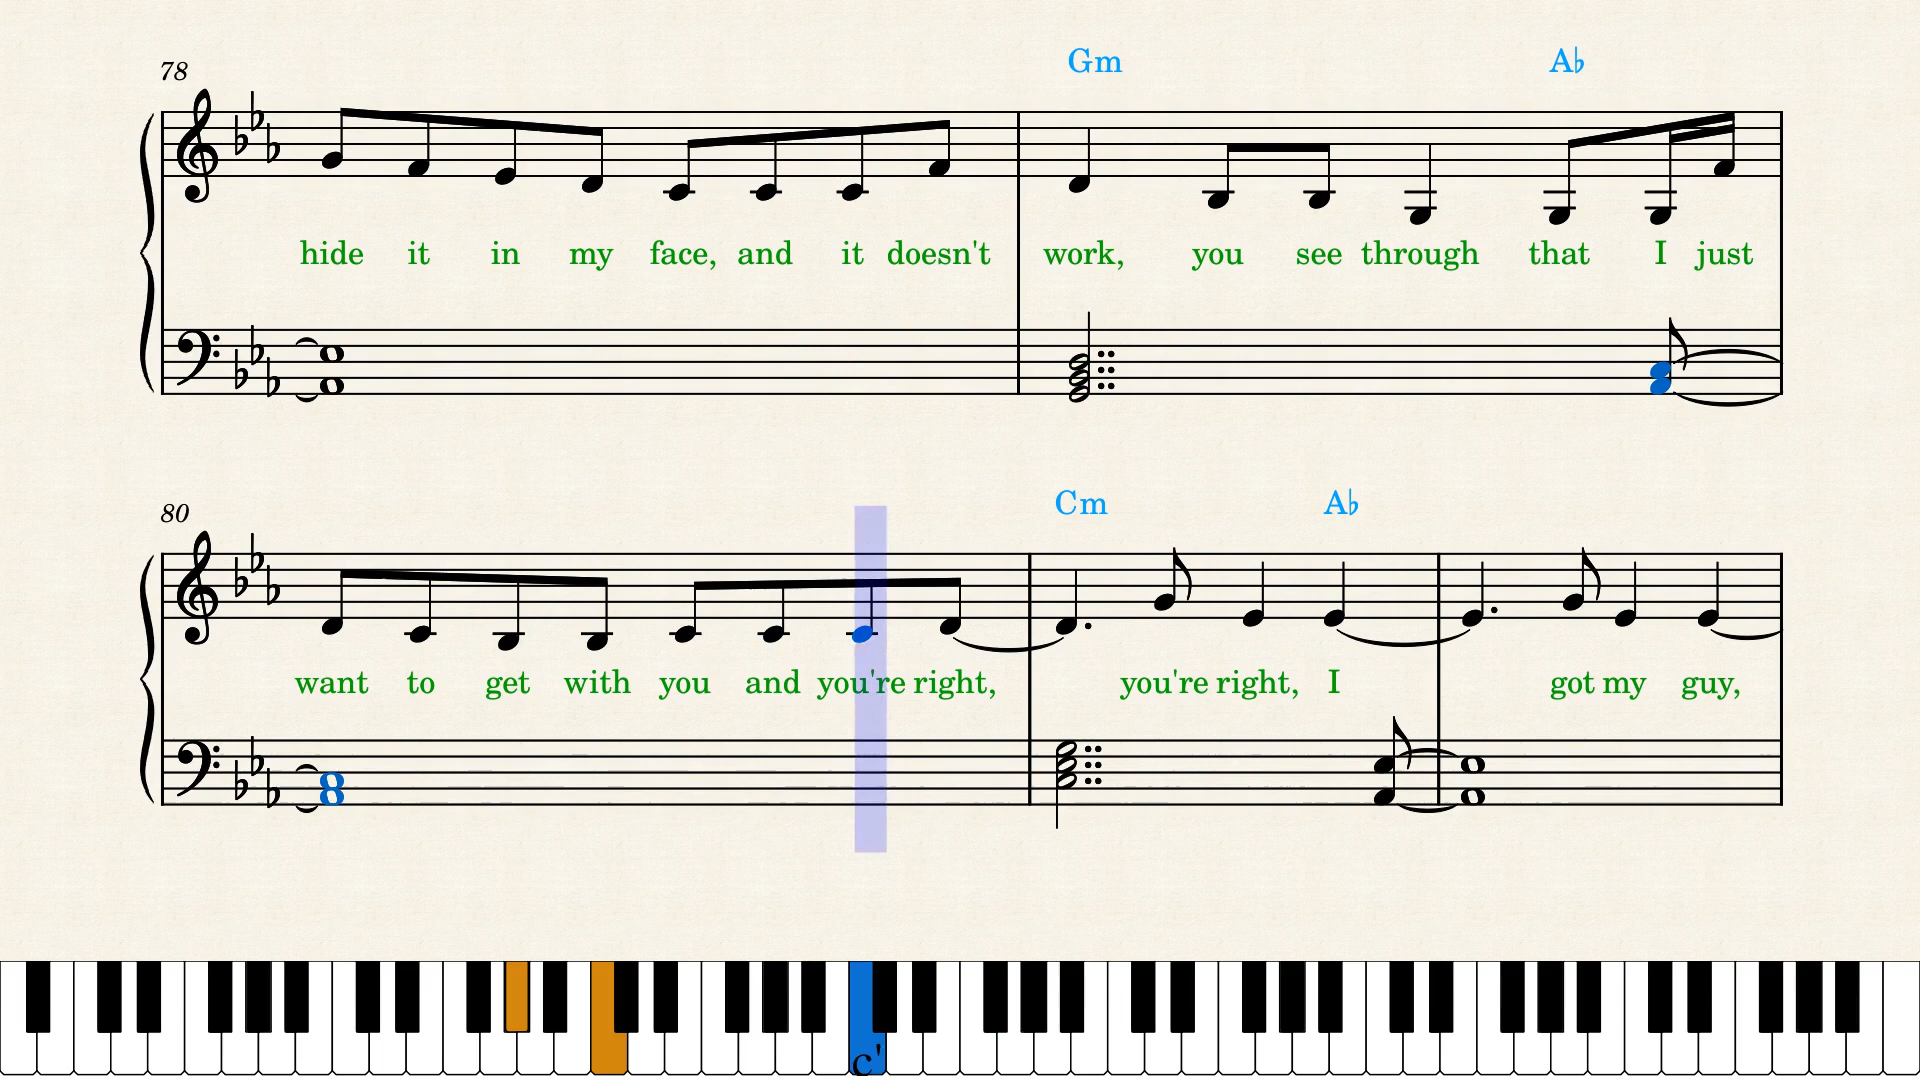 78
Gm A♭
hide it in my face, and it doesn't work, you see through that I just
80
Cm A♭
want to get with you and you're right, you're right, I got my guy,
c'